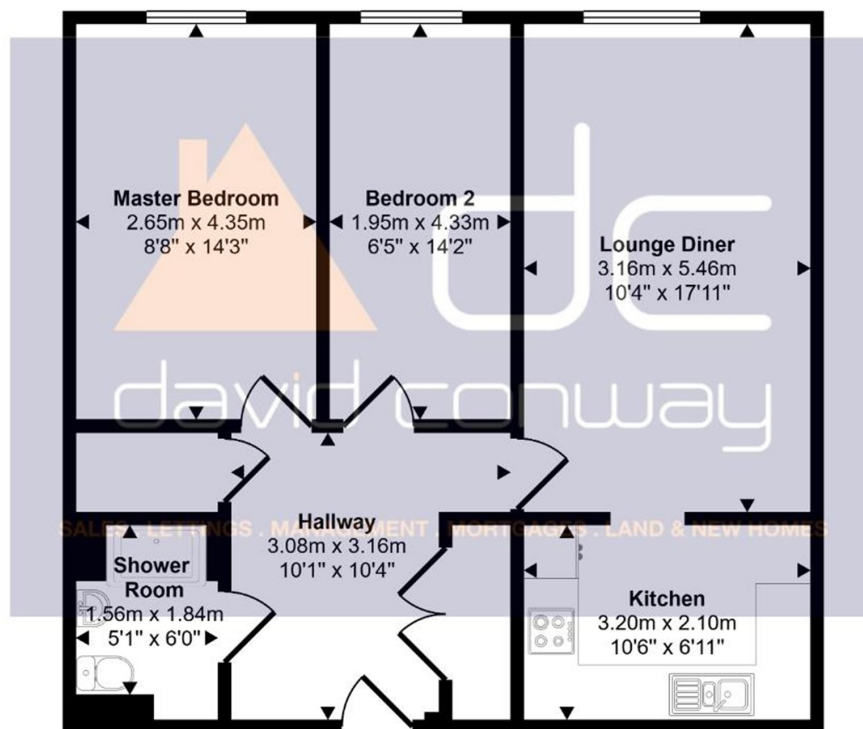 Master Bedroom
2.65m x 4.35m
8'8" x 14'3"
Bedroom 2
1.95m x 4.33m
6'5" x 14'2"
Lounge Diner
3.16m x 5.46m
10'4" x 17'11"
dc
david conway
SALES . LETTINGS . MANAGEMENT . MORTGAGES . LAND & NEW HOMES
Hallway
3.08m x 3.16m
10'1" x 10'4"
Shower
Room
1.56m x 1.84m
5'1" x 6'0"
Kitchen
3.20m x 2.10m
10'6" x 6'11"